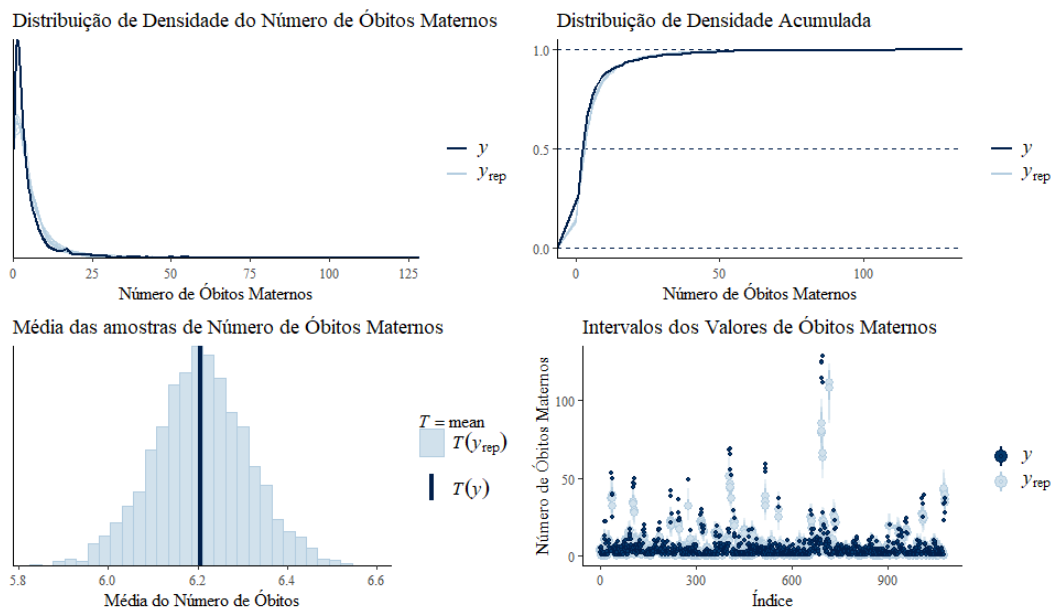 Distribuição de Densidade do Número de Óbitos Maternos
y
y rep
0 25 50 75 100 125
Número de Óbitos Maternos
Distribuição de Densidade Acumulada
1.0
0.5
0.0
y
y rep
0 50 100
Número de Óbitos Maternos
Média das amostras de Número de Óbitos Maternos
T = mean
T(y rep)
T(y)
5.8 6.0 6.2 6.4 6.6
Média do Número de Óbitos
Intervalos dos Valores de Óbitos Maternos
Número de Óbitos Maternos
100
50
0
y
y rep
0 300 600 900
Índice